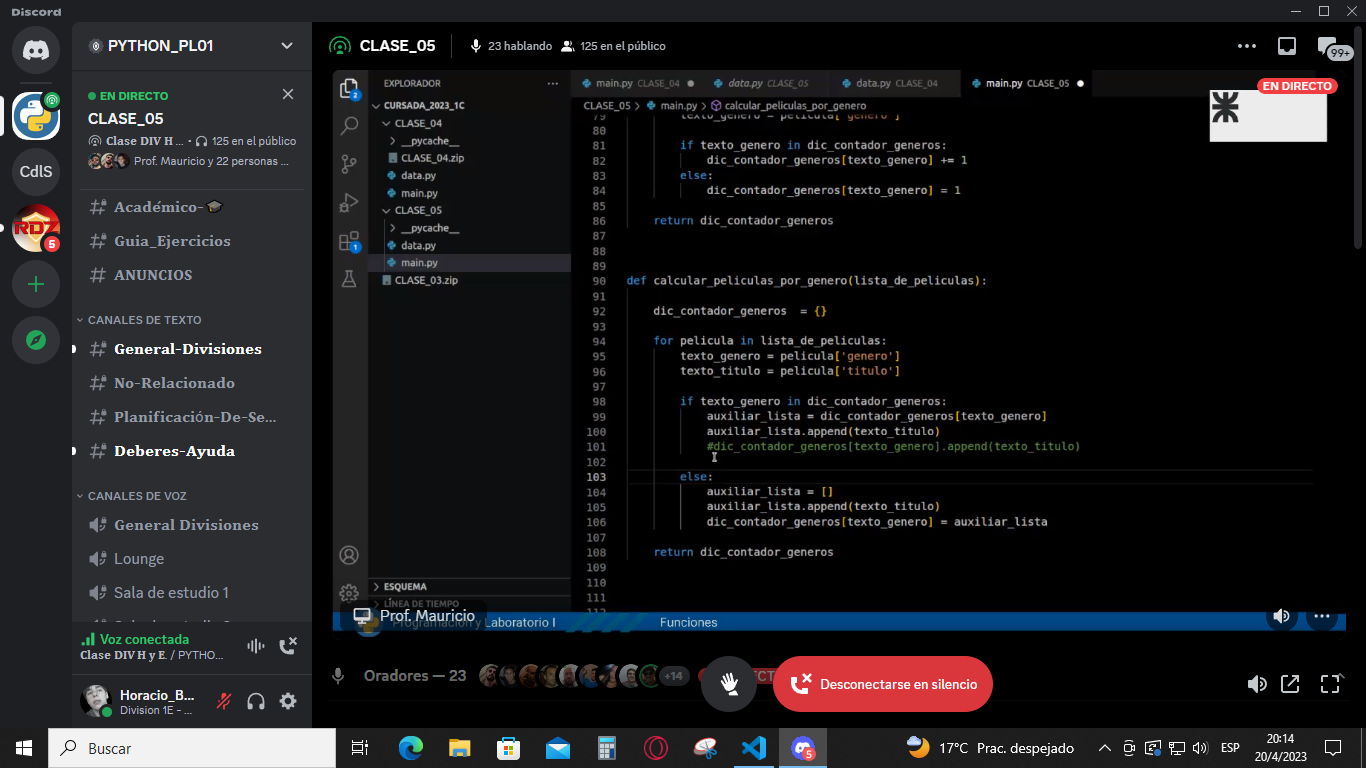 Discord
PYTHON_PL01
EN DIRECTO
CLASE_05
Clase DIV H ... • 125 en el público
Prof. Mauricio y 22 personas ...
Académico-🎓
Guia_Ejercicios
ANUNCIOS
CANALES DE TEXTO
General-Divisiones
No-Relacionado
Planificación-De-Se...
Deberes-Ayuda
CANALES DE VOZ
General Divisiones
Lounge
Sala de estudio 1
Voz conectada
Clase DIV H y E. / PYTHO...
Horacio_B...
Division 1E - ...
CdlS
RDZ
5
CLASE_05
23 hablando
125 en el público
99+
EN DIRECTO
EXPLORADOR
2
1
CURSADA_2023_1C
CLASE_04
__pycache__
CLASE_04.zip
data.py
main.py
CLASE_05
__pycache__
data.py
main.py
CLASE_03.zip
ESQUEMA
LÍNEA DE TIEMPO
main.py CLASE_04
data.py CLASE_05
data.py CLASE_04
main.py CLASE_05
CLASE_05 > main.py > calcular_peliculas_por_genero
79 texto_genero = pelicula['genero']
80
81 if texto_genero in dic_contador_generos:
82 dic_contador_generos[texto_genero] += 1
83 else:
84 dic_contador_generos[texto_genero] = 1
85
86 return dic_contador_generos
87
88
89
90 def calcular_peliculas_por_genero(lista_de_peliculas):
91
92 dic_contador_generos = {}
93
94 for pelicula in lista_de_peliculas:
95 texto_genero = pelicula['genero']
96 texto_titulo = pelicula['titulo']
97
98 if texto_genero in dic_contador_generos:
99 auxiliar_lista = dic_contador_generos[texto_genero]
100 auxiliar_lista.append(texto_titulo)
101 #dic_contador_generos[texto_genero].append(texto_titulo)
102
103 else:
104 auxiliar_lista = []
105 auxiliar_lista.append(texto_titulo)
106 dic_contador_generos[texto_genero] = auxiliar_lista
107
108 return dic_contador_generos
109
110
111
112
Prof. Mauricio
Programación y Laboratorio I
Funciones
Oradores — 23
+14
Desconectarse en silencio
Buscar
5
17°C Prac. despejado
ESP
20:14
20/4/2023